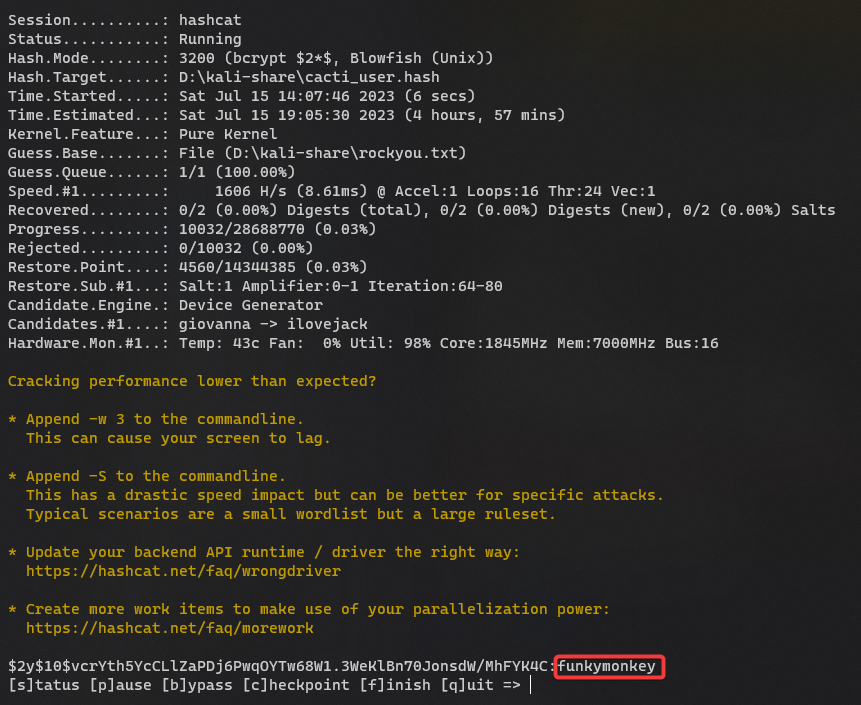 Session..........: hashcat
Status...........: Running
Hash.Mode........: 3200 (bcrypt $2*$, Blowfish (Unix))
Hash.Target......: D:\kali-share\cacti_user.hash
Time.Started.....: Sat Jul 15 14:07:46 2023 (6 secs)
Time.Estimated...: Sat Jul 15 19:05:30 2023 (4 hours, 57 mins)
Kernel.Feature...: Pure Kernel
Guess.Base.......: File (D:\kali-share\rockyou.txt)
Guess.Queue......: 1/1 (100.00%)
Speed.#1.........:     1606 H/s (8.61ms) @ Accel:1 Loops:16 Thr:24 Vec:1
Recovered........: 0/2 (0.00%) Digests (total), 0/2 (0.00%) Digests (new), 0/2 (0.00%) Salts
Progress.........: 10032/28688770 (0.03%)
Rejected.........: 0/10032 (0.00%)
Restore.Point....: 4560/14344385 (0.03%)
Restore.Sub.#1...: Salt:1 Amplifier:0-1 Iteration:64-80
Candidate.Engine.: Device Generator
Candidates.#1....: giovanna -> ilovejack
Hardware.Mon.#1..: Temp: 43c Fan:  0% Util: 98% Core:1845MHz Mem:7000MHz Bus:16
Cracking performance lower than expected?
* Append -w 3 to the commandline.
This can cause your screen to lag.
* Append -S to the commandline.
This has a drastic speed impact but can be better for specific attacks.
Typical scenarios are a small wordlist but a large ruleset.
* Update your backend API runtime / driver the right way:
https://hashcat.net/faq/wrongdriver
* Create more work items to make use of your parallelization power:
https://hashcat.net/faq/morework
$2y$10$vcrYth5YcCLlZaPDj6PwqOYTw68W1.3WeKlBn70JonsdW/MhFYK4C:funkymonkey
[s]tatus [p]ause [b]ypass [c]heckpoint [f]inish [q]uit =>